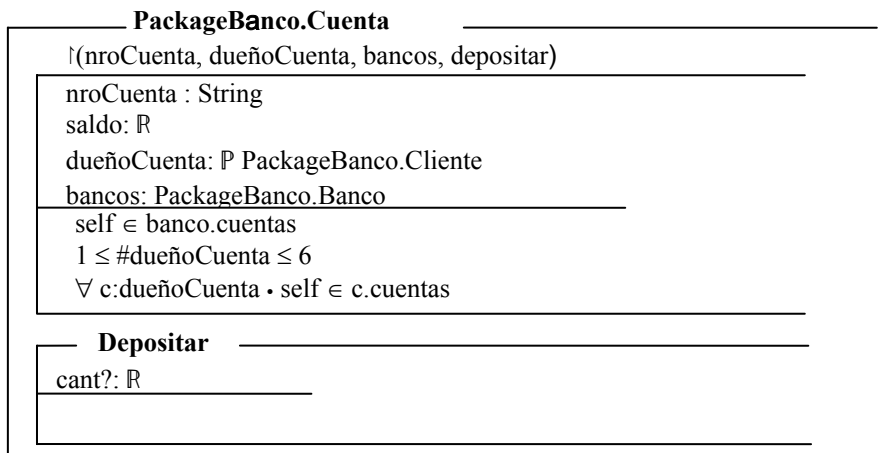 PackageBanco.Cuenta
↾(nroCuenta, dueñoCuenta, bancos, depositar)
nroCuenta : String
saldo: ℝ
dueñoCuenta: ℙ PackageBanco.Cliente
bancos: PackageBanco.Banco
self ∈ banco.cuentas
1 ≤ #dueñoCuenta ≤ 6
∀ c:dueñoCuenta • self ∈ c.cuentas
Depositar
cant?: ℝ